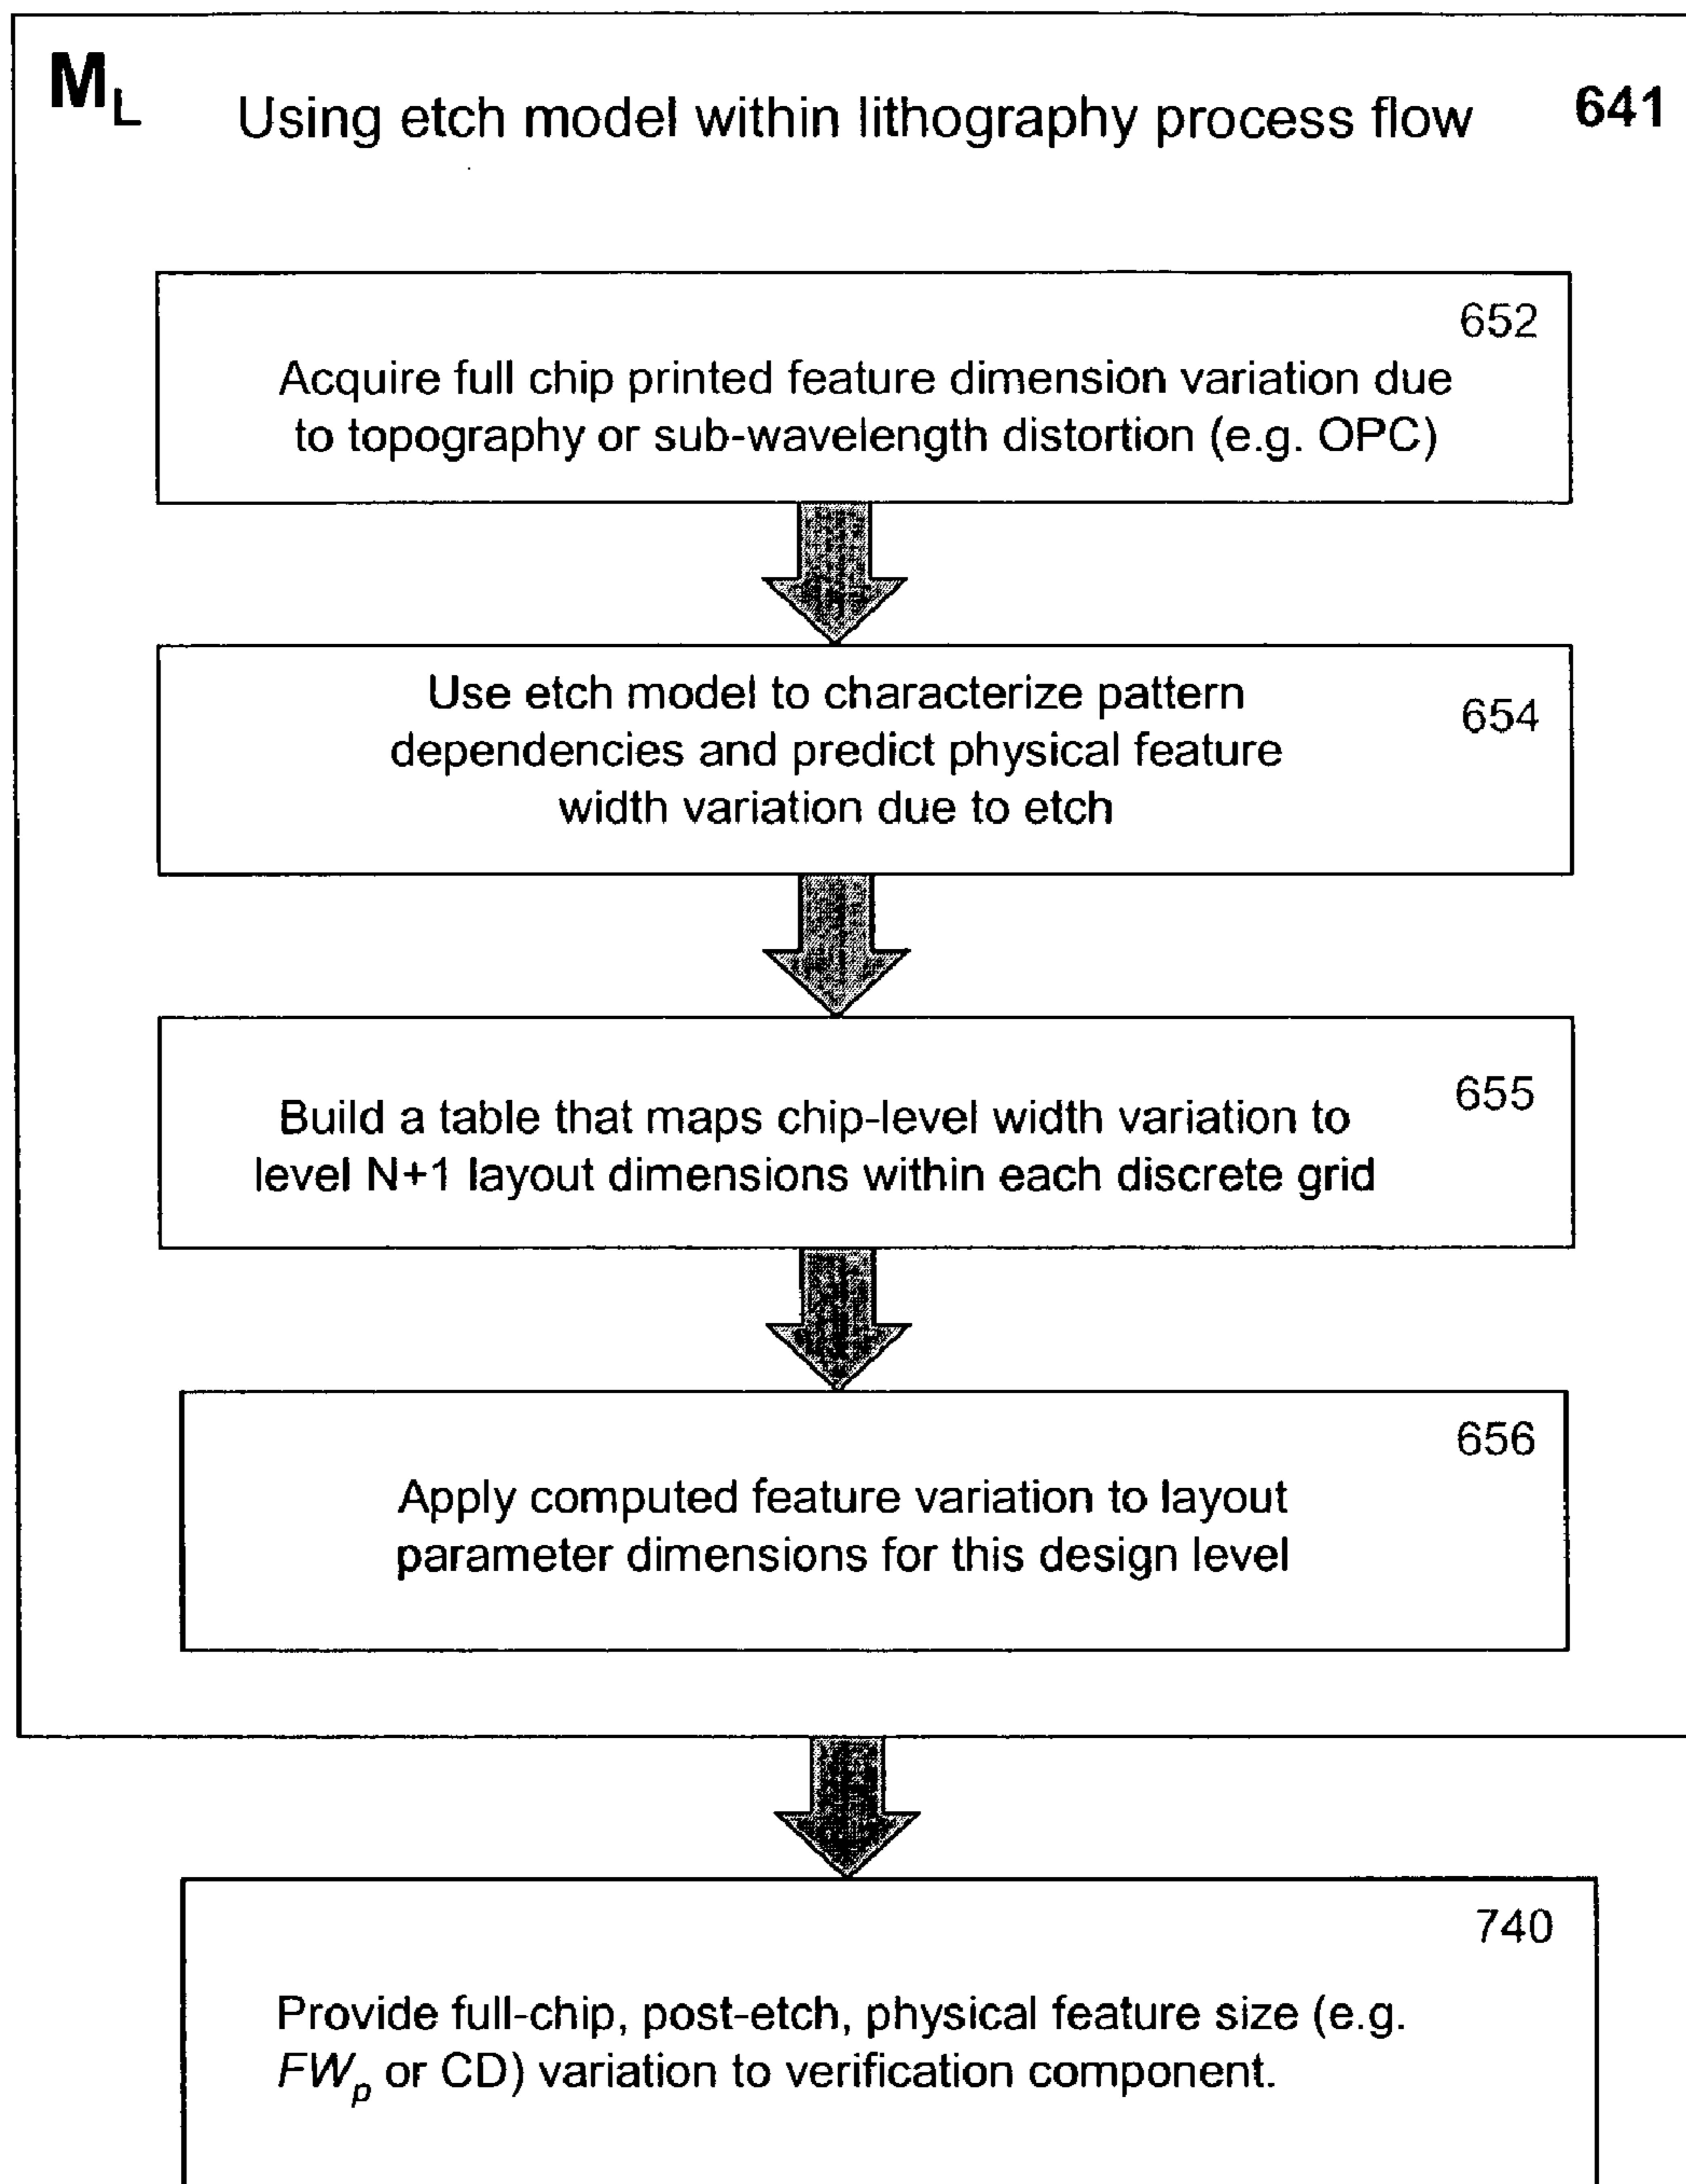 ML Using etch model within lithography process flow 641
652
Acquire full chip printed feature dimension variation due
to topography or sub-wavelength distortion (e.g. OPC)
Use etch model to characterize pattern
654
dependencies and predict physical feature
width variation due to etch
655
Build a table that maps chip-level width variation to
level N+1 layout dimensions within each discrete grid
656
Apply computed feature variation to layout
parameter dimensions for this design level
740
Provide full-chip, post-etch, physical feature size (e.g.
FWp or CD) variation to verification component.